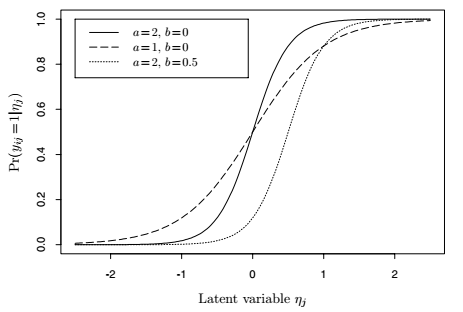 a=2, b=0
a=1, b=0
a=2, b=0.5
Pr(y_ij=1|η_j)
1.0
0.8
0.6
0.4
0.2
0.0
-2 -1 0 1 2
Latent variable η_j